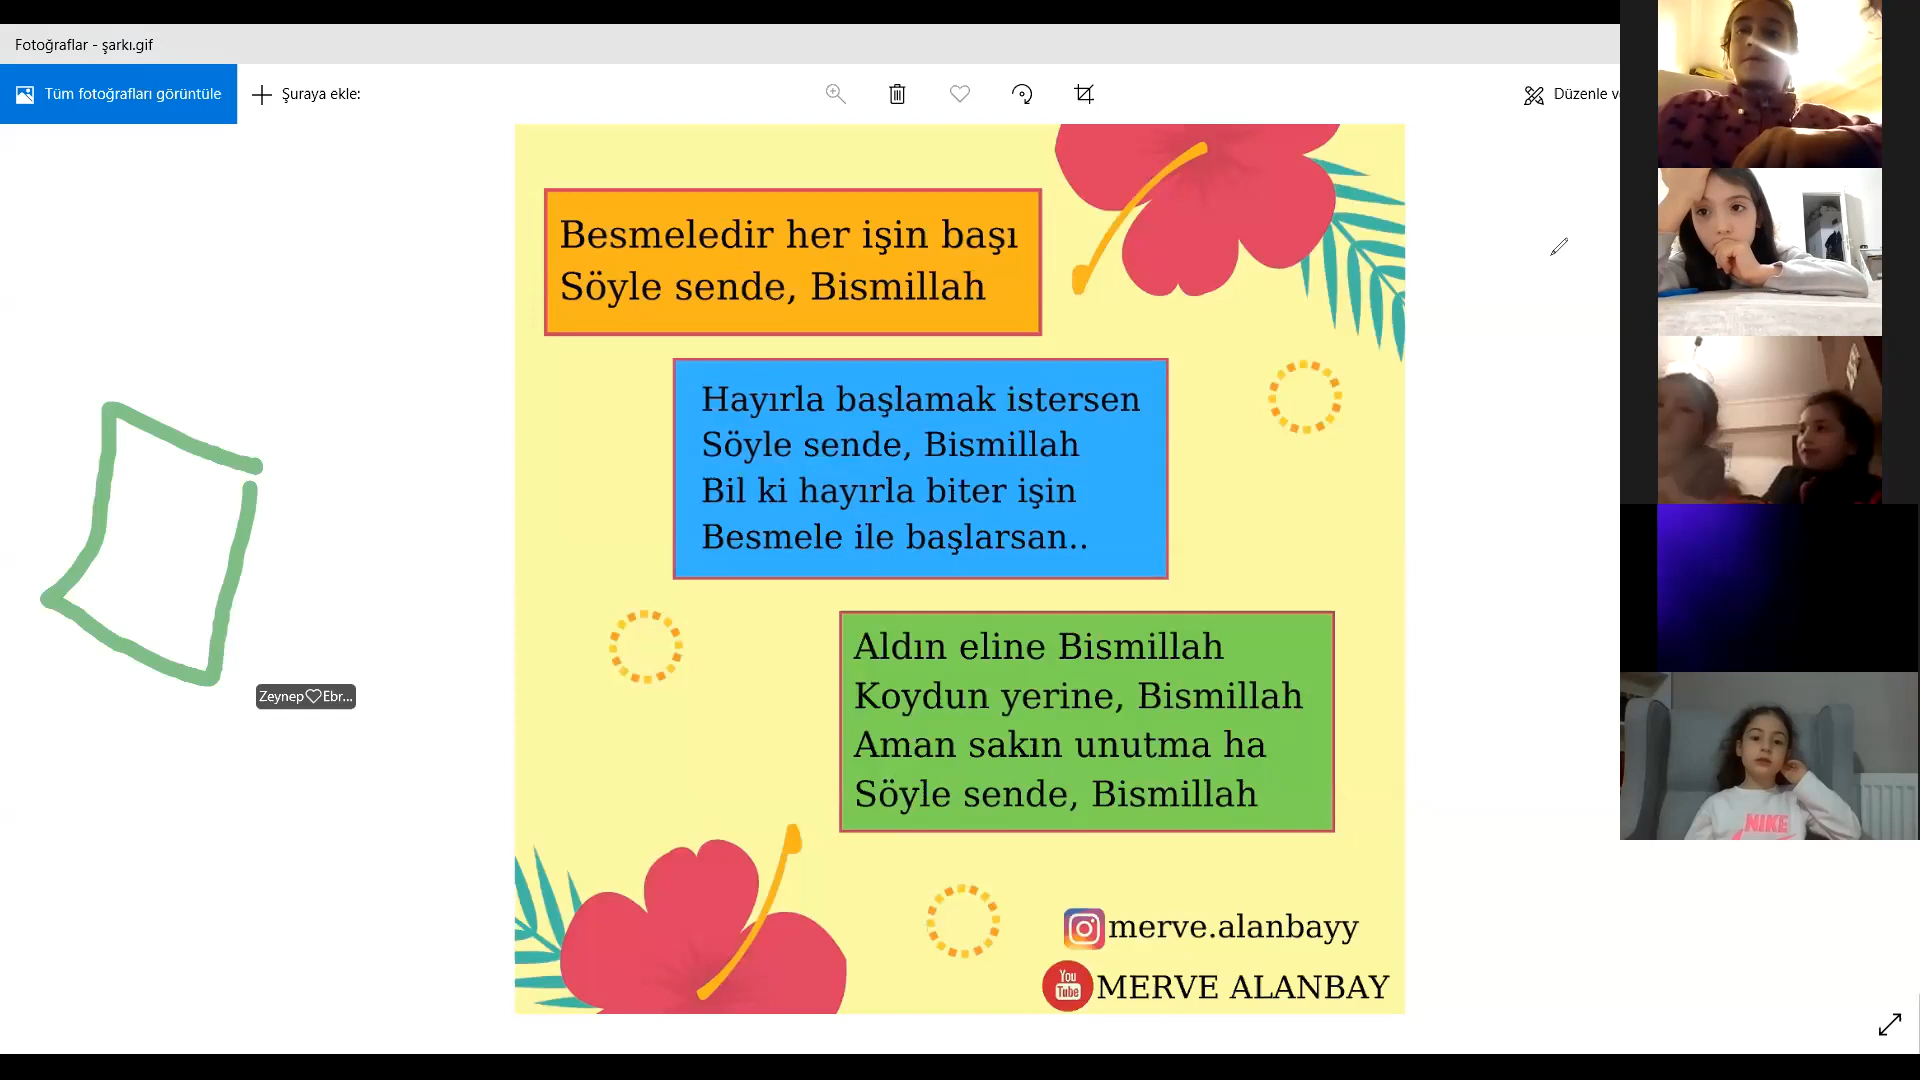 Fotoğraflar - şarkı.gif
Tüm fotoğrafları görüntüle
Şuraya ekle:
Düzenle v
Besmeledir her işin başı
Söyle sende, Bismillah
Hayırla başlamak istersen
Söyle sende, Bismillah
Bil ki hayırla biter işin
Besmele ile başlarsan..
Aldın eline Bismillah
Koydun yerine, Bismillah
Aman sakın unutma ha
Söyle sende, Bismillah
Zeynep♡Ebr...
merve.alanbayy
You
Tube
MERVE ALANBAY
NIKE